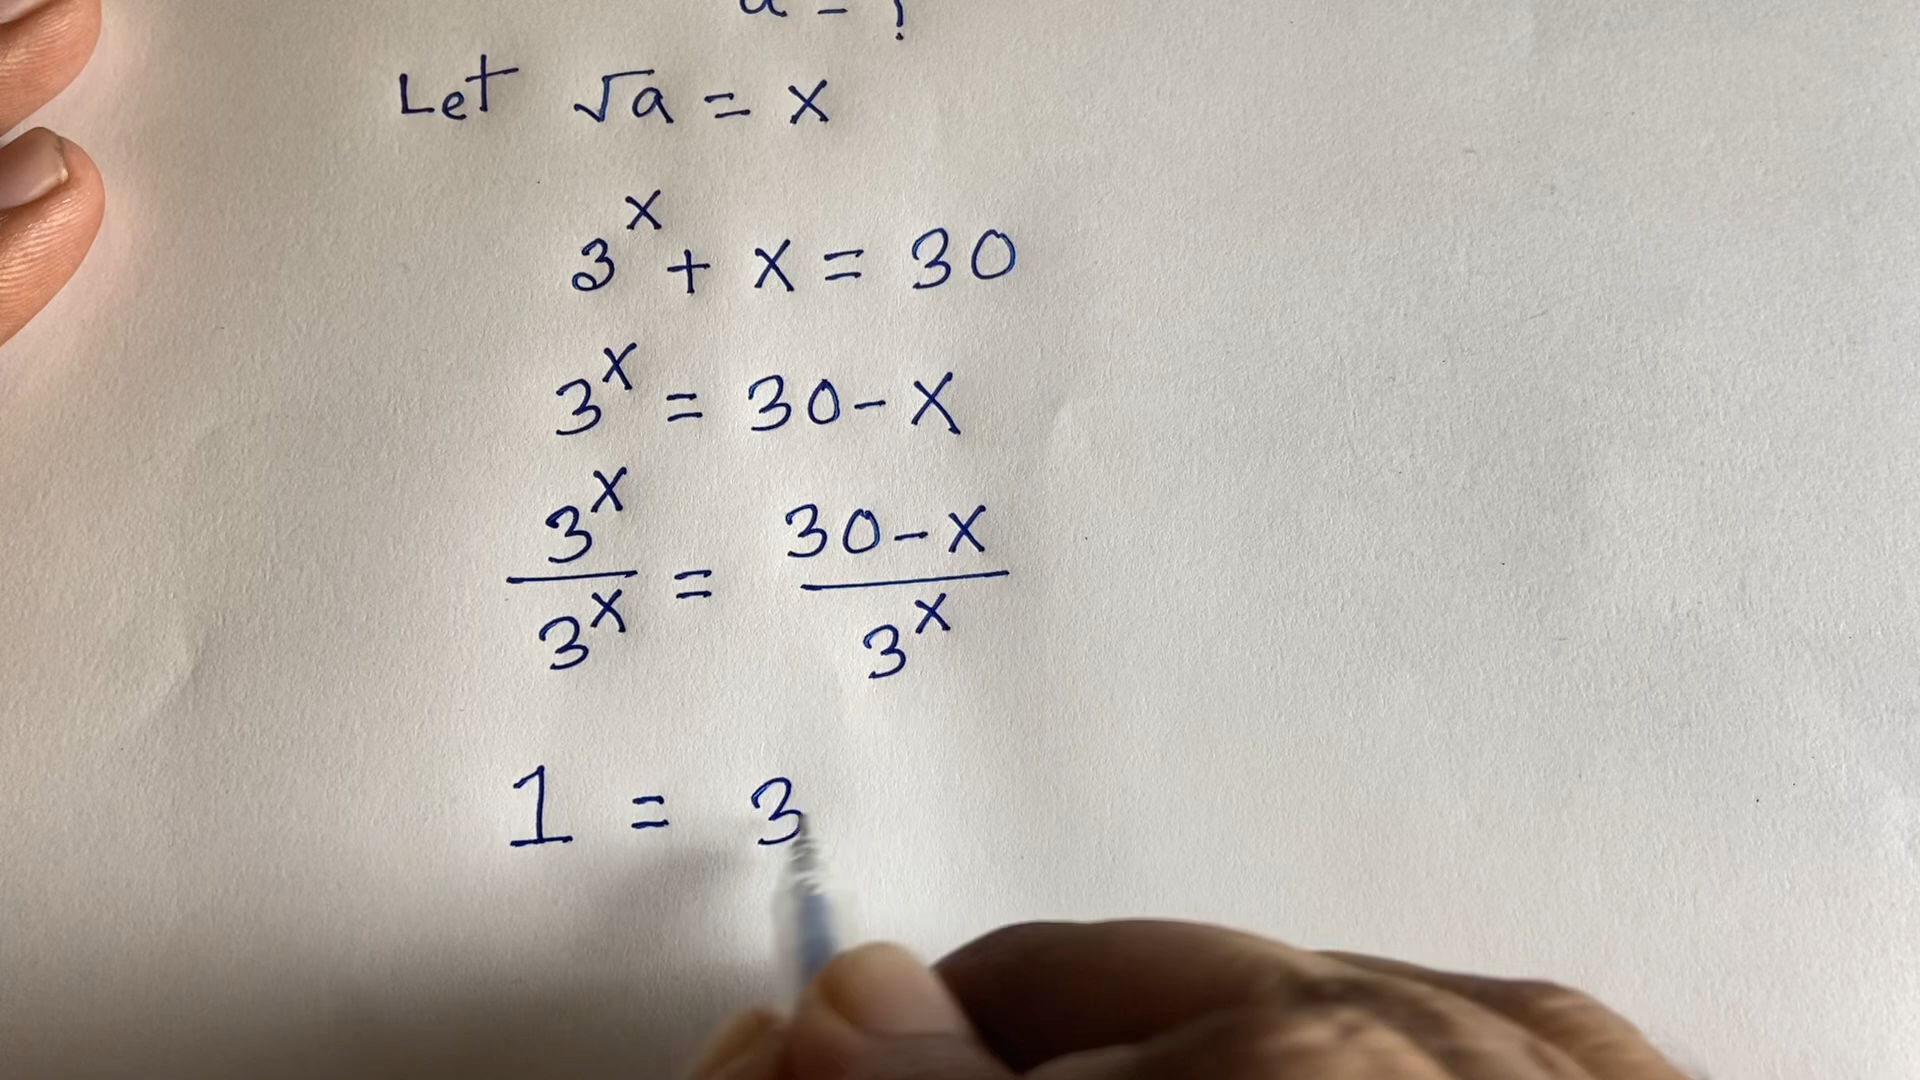 a = ?
Let √a = x
3^x + x = 30
3^x = 30 - x
3^x / 3^x = 30 - x / 3^x
1 = 3